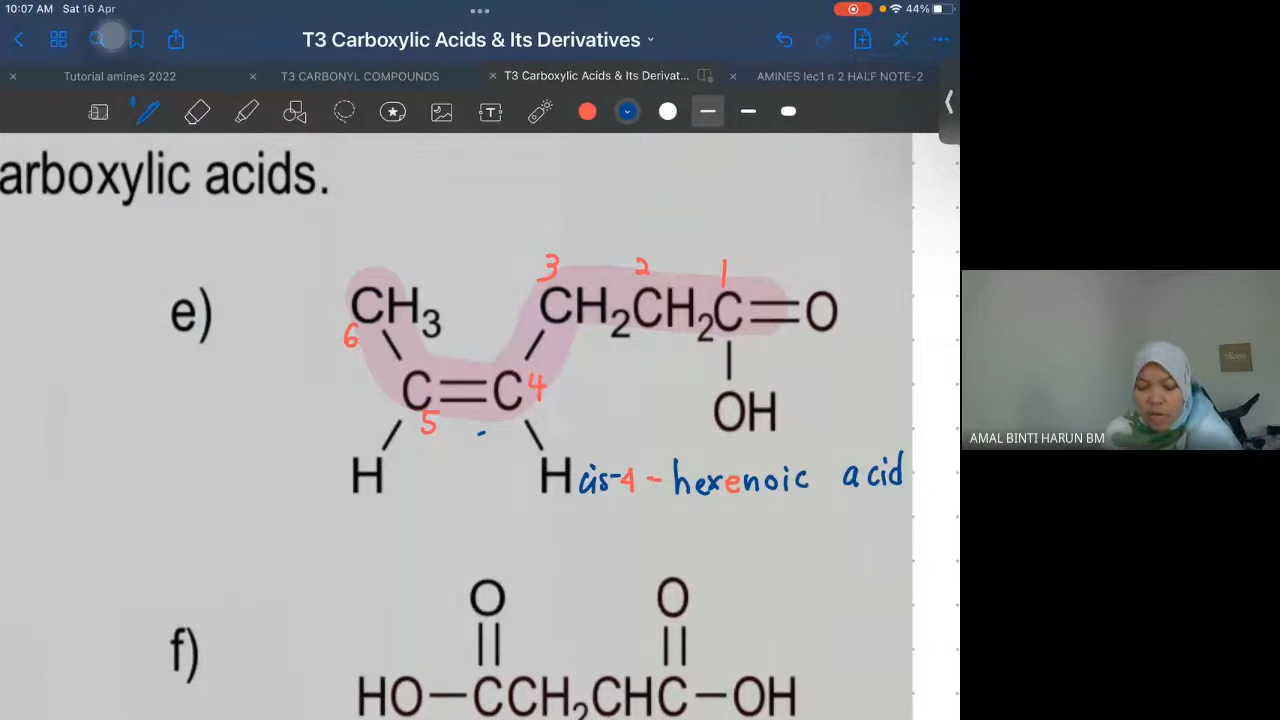 10:07 AM Sat 16 Apr
44%
T3 Carboxylic Acids & Its Derivatives
Tutorial amines 2022
T3 CARBONYL COMPOUNDS
T3 Carboxylic Acids & Its Derivat...
AMINES lec1 n 2 HALF NOTE-2
T
arboxylic acids.
3 2 1
e) CH₃ CH₂CH₂C=O
6
C=C 4
5
OH
H H cis-4-hexenoic acid
Home
AMAL BINTI HARUN BM
O O
f)
HO-CCH₂CHC-OH